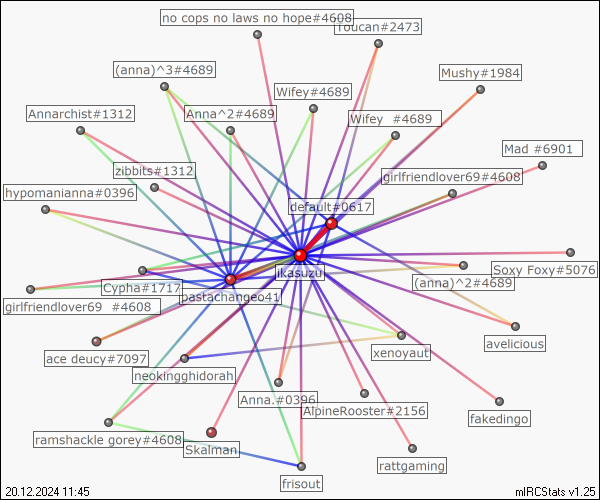 no cops no laws no hope#4608
Toucan#2473
(anna)^3#4689
Mushy#1984
Wifey#4689
Annarchist#1312
Anna^2#4689
Wifey #4689
Mad #6901
zibbits#1312
girlfriendlover69#4608
hypomanianna#0396
default#0617
ikasuzu
Soxy Foxy#5076
Cypha#1717
(anna)^2#4689
pastachangeo41
girlfriendlover69 #4608
avelicious
xenoyaut
ace deucy#7097
neokingghidorah
Anna.#0396
AlpineRooster#2156
fakedingo
ramshackle gorey#4608
Skalman
rattgaming
frisout
20.12.2024 11:45
mIRCStats v1.25